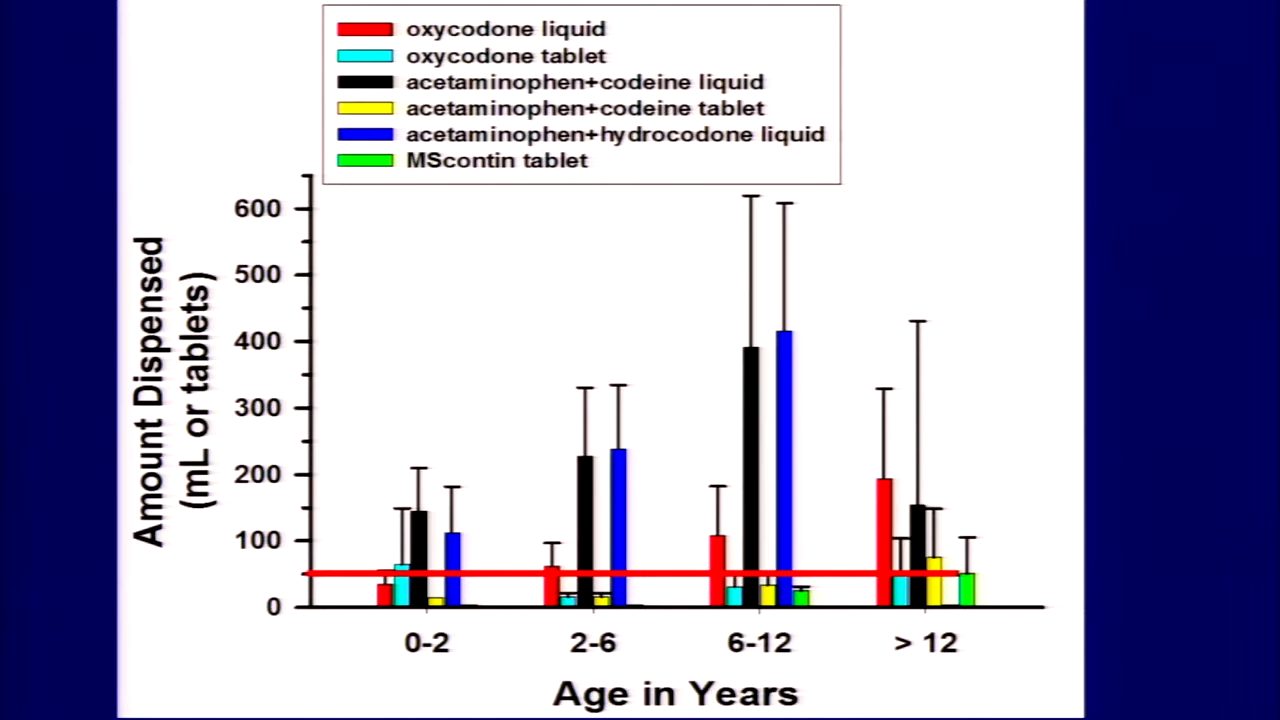 oxycodone liquid
oxycodone tablet
acetaminophen+codeine liquid
acetaminophen+codeine tablet
acetaminophen+hydrocodone liquid
MScontin tablet
Amount Dispensed
(mL or tablets)
600
500
400
300
200
100
0
0-2
2-6
6-12
> 12
Age in Years